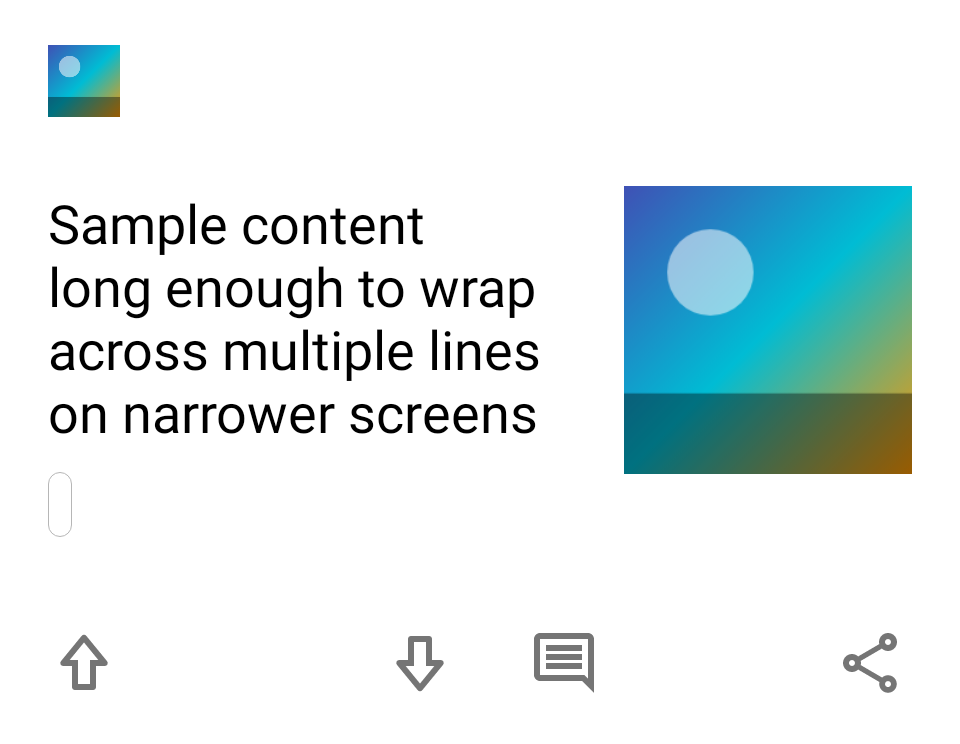 Sample content
long enough to wrap
across multiple lines
on narrower screens